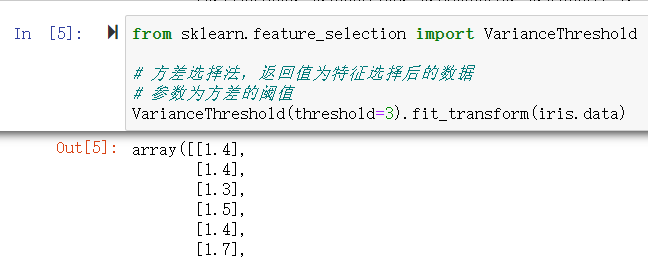 In [5]:
from sklearn.feature_selection import VarianceThreshold
# 方差选择法，返回值为特征选择后的数据
# 参数为方差的阈值
VarianceThreshold(threshold=3).fit_transform(iris.data)
Out[5]: array([[1.4],
[1.4],
[1.3],
[1.5],
[1.4],
[1.7],